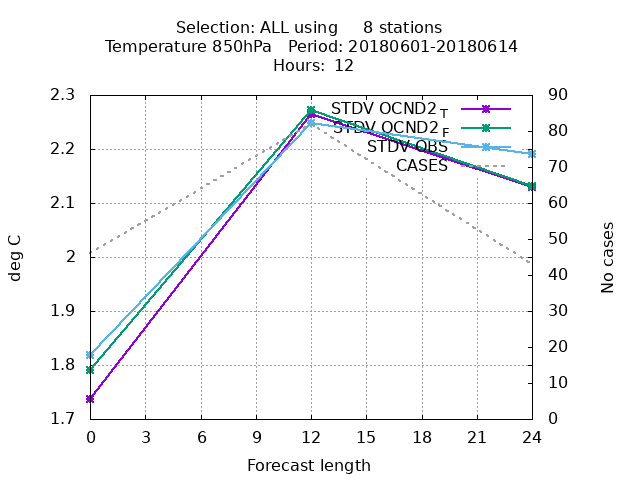 Selection: ALL using 8 stations
Temperature 850hPa Period: 20180601-20180614
Hours: 12
2.3
2.2
2.1
2
1.9
1.8
1.7
deg C
STDV OCND2 T
STDV OCND2 F
STDV OBS
CASES
90
80
70
60
50
40
30
20
10
0
No cases
0 3 6 9 12 15 18 21 24
Forecast length